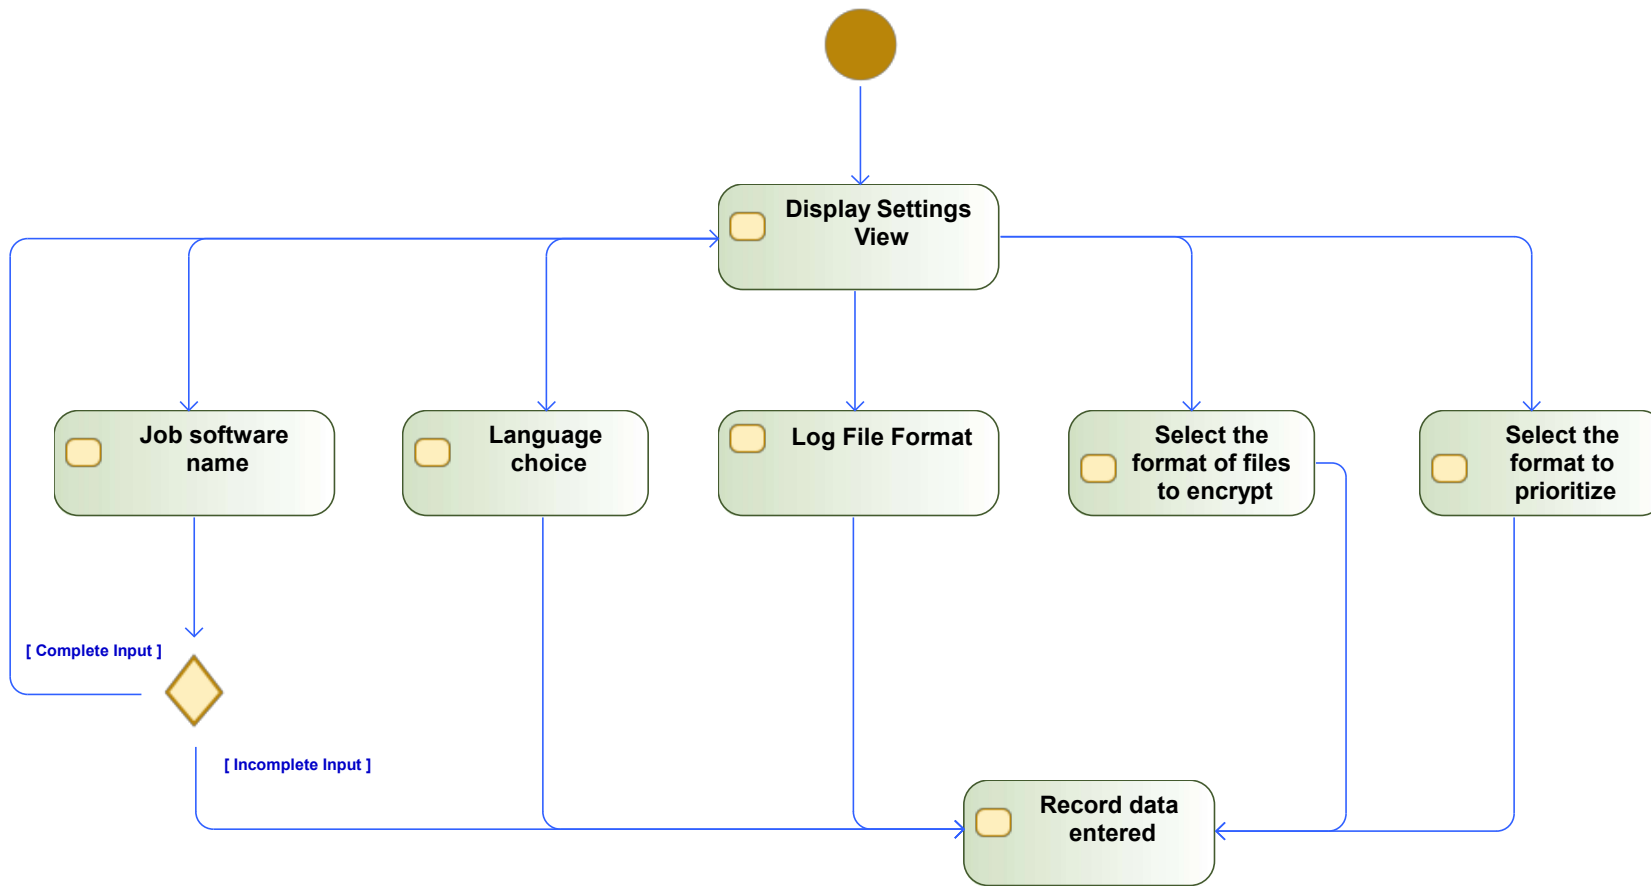 Display Settings
View
Job software
name
Language
choice
Log File Format
Select the
format of files
to encrypt
Select the
format to
prioritize
[ Complete Input ]
[ Incomplete Input ]
Record data
entered